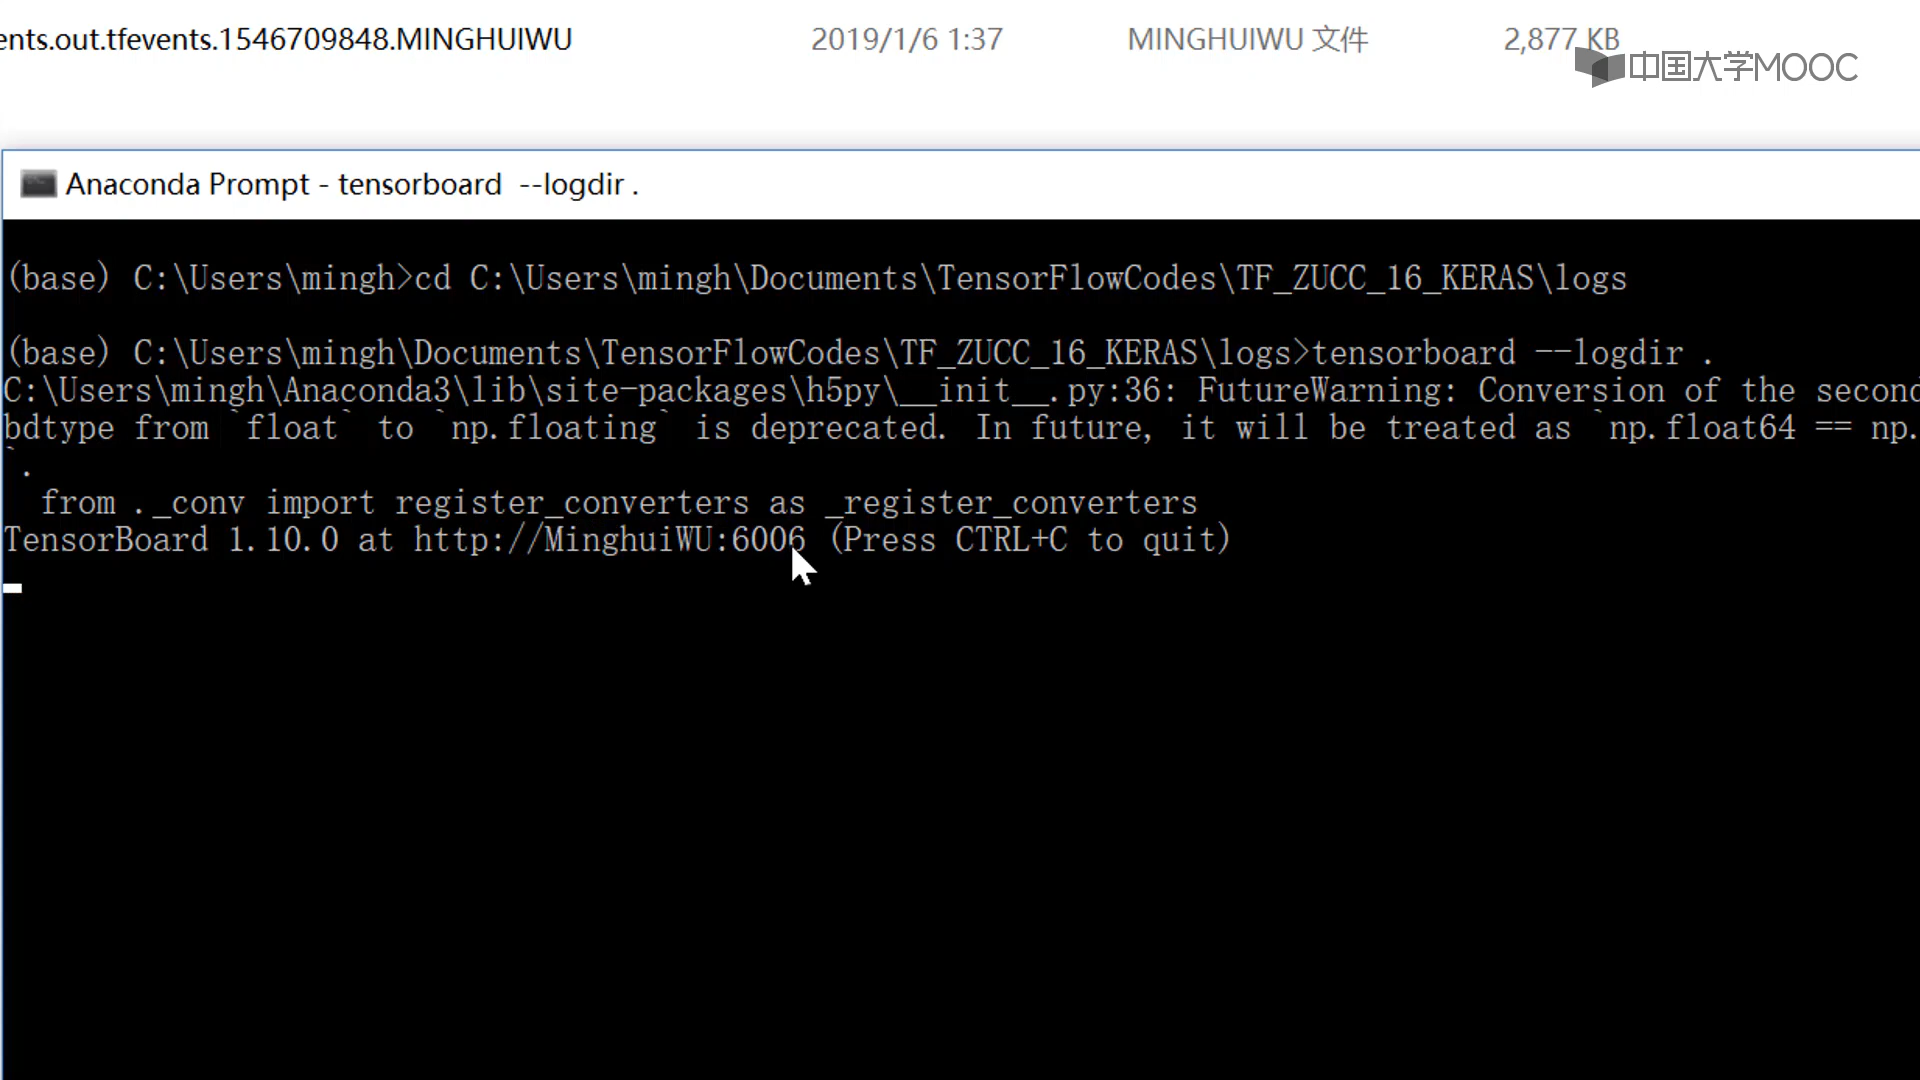 ents.out.tfevents.1546709848.MINGHUIWU 2019/1/6 1:37 MINGHUIWU 文件 2,877 KB
中国大学MOOC
Anaconda Prompt - tensorboard  --logdir .
(base) C:\Users\mingh>cd C:\Users\mingh\Documents\TensorFlowCodes\TF_ZUCC_16_KERAS\logs
(base) C:\Users\mingh\Documents\TensorFlowCodes\TF_ZUCC_16_KERAS\logs>tensorboard --logdir .
C:\Users\mingh\Anaconda3\lib\site-packages\h5py\__init__.py:36: FutureWarning: Conversion of the second
bdtype from `float` to `np.floating` is deprecated. In future, it will be treated as `np.float64 == np.
`.
  from ._conv import register_converters as _register_converters
TensorBoard 1.10.0 at http://MinghuiWU:6006 (Press CTRL+C to quit)